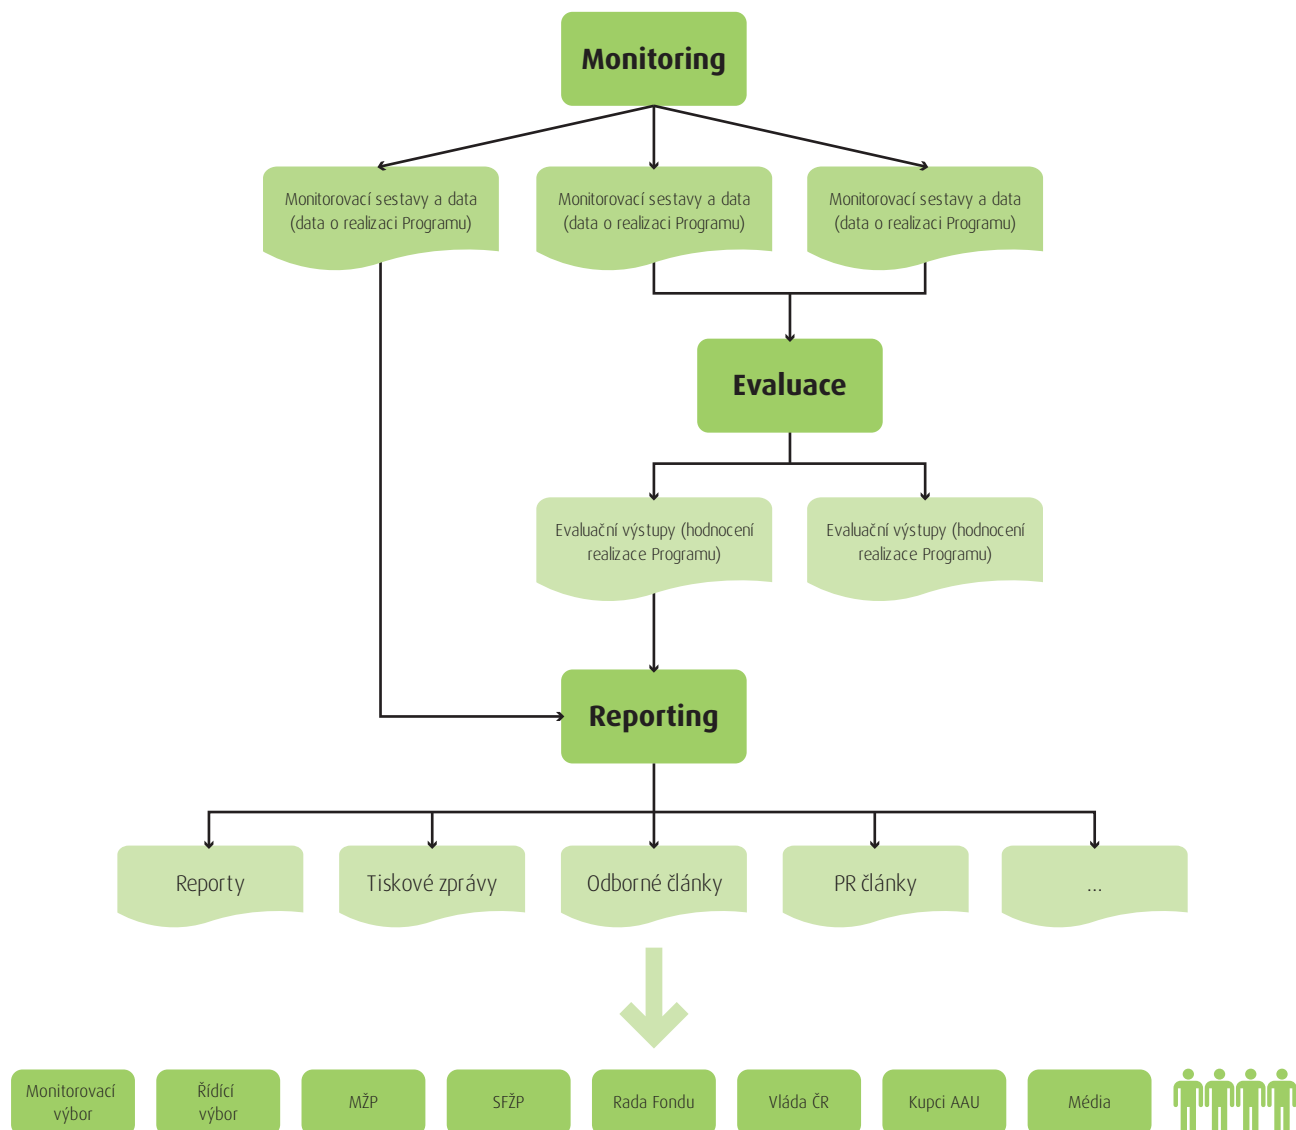 Monitoring
Monitorovací sestavy a data
(data o realizaci Programu)
Monitorovací sestavy a data
(data o realizaci Programu)
Monitorovací sestavy a data
(data o realizaci Programu)
Evaluace
Evaluační výstupy (hodnocení
realizace Programu)
Evaluační výstupy (hodnocení
realizace Programu)
Reporting
Reporty
Tiskové zprávy
Odborné články
PR články
...
Monitorovací
výbor
Řídící
výbor
MŽP
SFŽP
Rada Fondu
Vláda ČR
Kupci AAU
Média